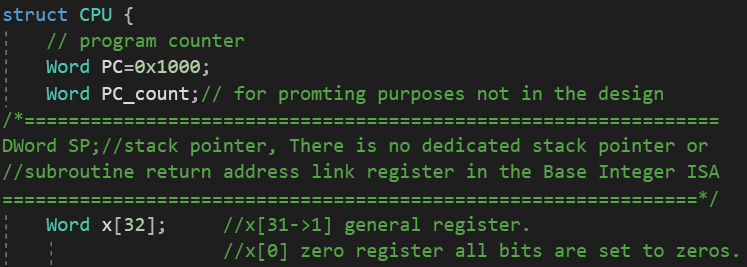 struct CPU {
// program counter
Word PC=0x1000;
Word PC_count;// for promting purposes not in the design
/*===============================================================
DWord SP;//stack pointer, There is no dedicated stack pointer or
//subroutine return address link register in the Base Integer ISA
===============================================================*/
Word x[32]; //x[31->1] general register.
//x[0] zero register all bits are set to zeros.